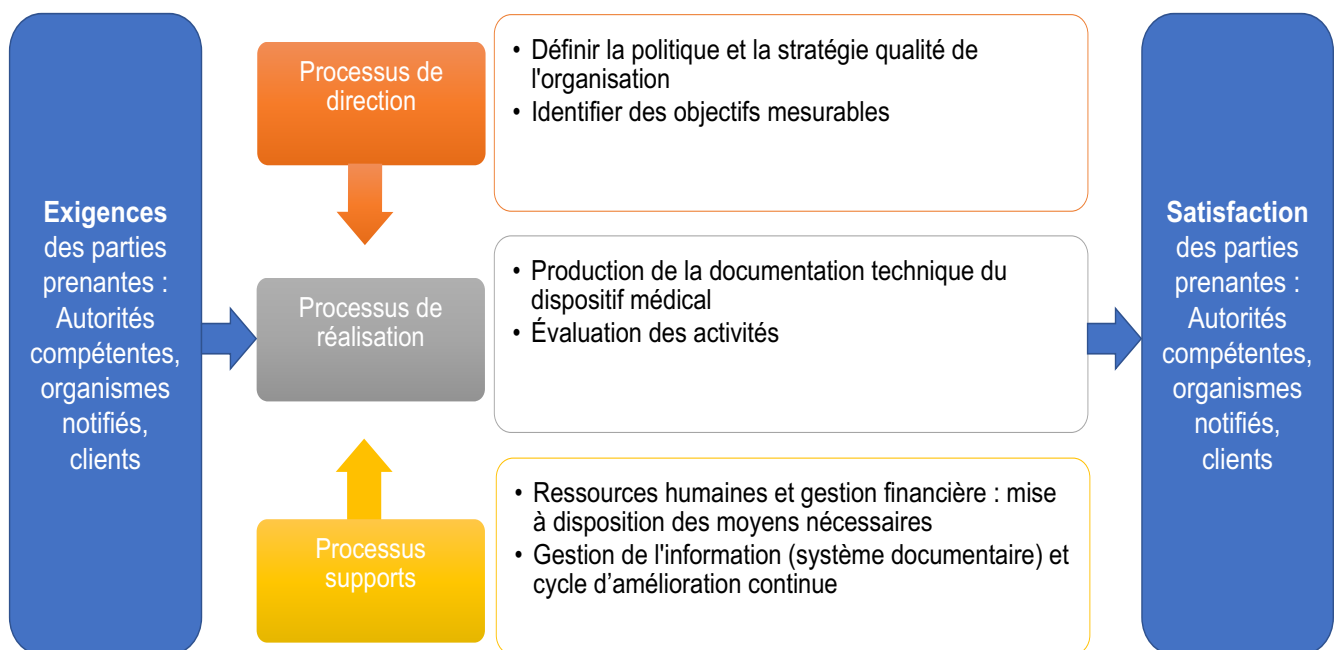 Exigences
des parties
prenantes :
Autorités
compétentes,
organismes
notifiés,
clients
Processus de
direction
• Définir la politique et la stratégie qualité de
l'organisation
• Identifier des objectifs mesurables
Processus de
réalisation
• Production de la documentation technique du
dispositif médical
• Évaluation des activités
Processus
supports
• Ressources humaines et gestion financière : mise
à disposition des moyens nécessaires
• Gestion de l'information (système documentaire) et
cycle d’amélioration continue
Satisfaction
des parties
prenantes :
Autorités
compétentes,
organismes
notifiés,
clients